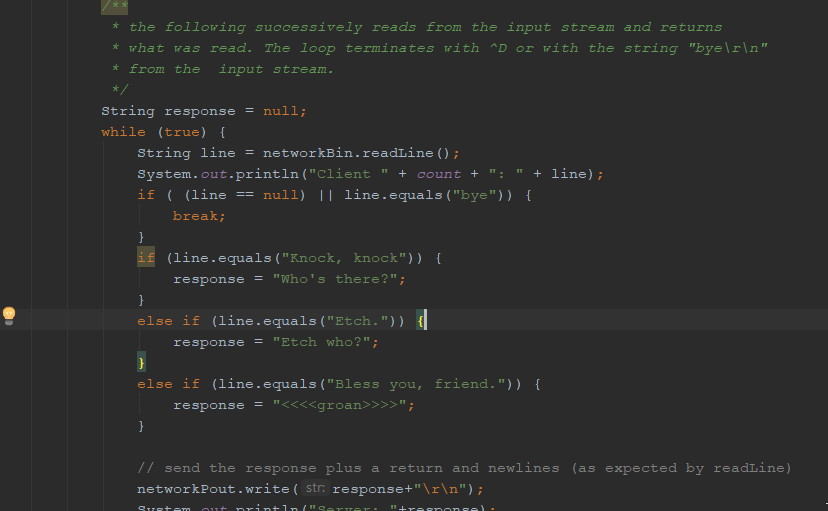 /**
* the following successively reads from the input stream and returns
* what was read. The loop terminates with ^D or with the string "bye\r\n"
* from the  input stream.
*/
String response = null;
while (true) {
String line = networkBin.readLine();
System.out.println("Client " + count + ": " + line);
if ( (line == null) || line.equals("bye")) {
break;
}
if (line.equals("Knock, knock")) {
response = "Who's there?";
}
else if (line.equals("Etch.")) {
response = "Etch who?";
}
else if (line.equals("Bless you, friend.")) {
response = "<<<<groan>>>>";
}
// send the response plus a return and newlines (as expected by readLine)
networkPout.write( str: response+"\r\n");
System.out.println("Server: "+response);